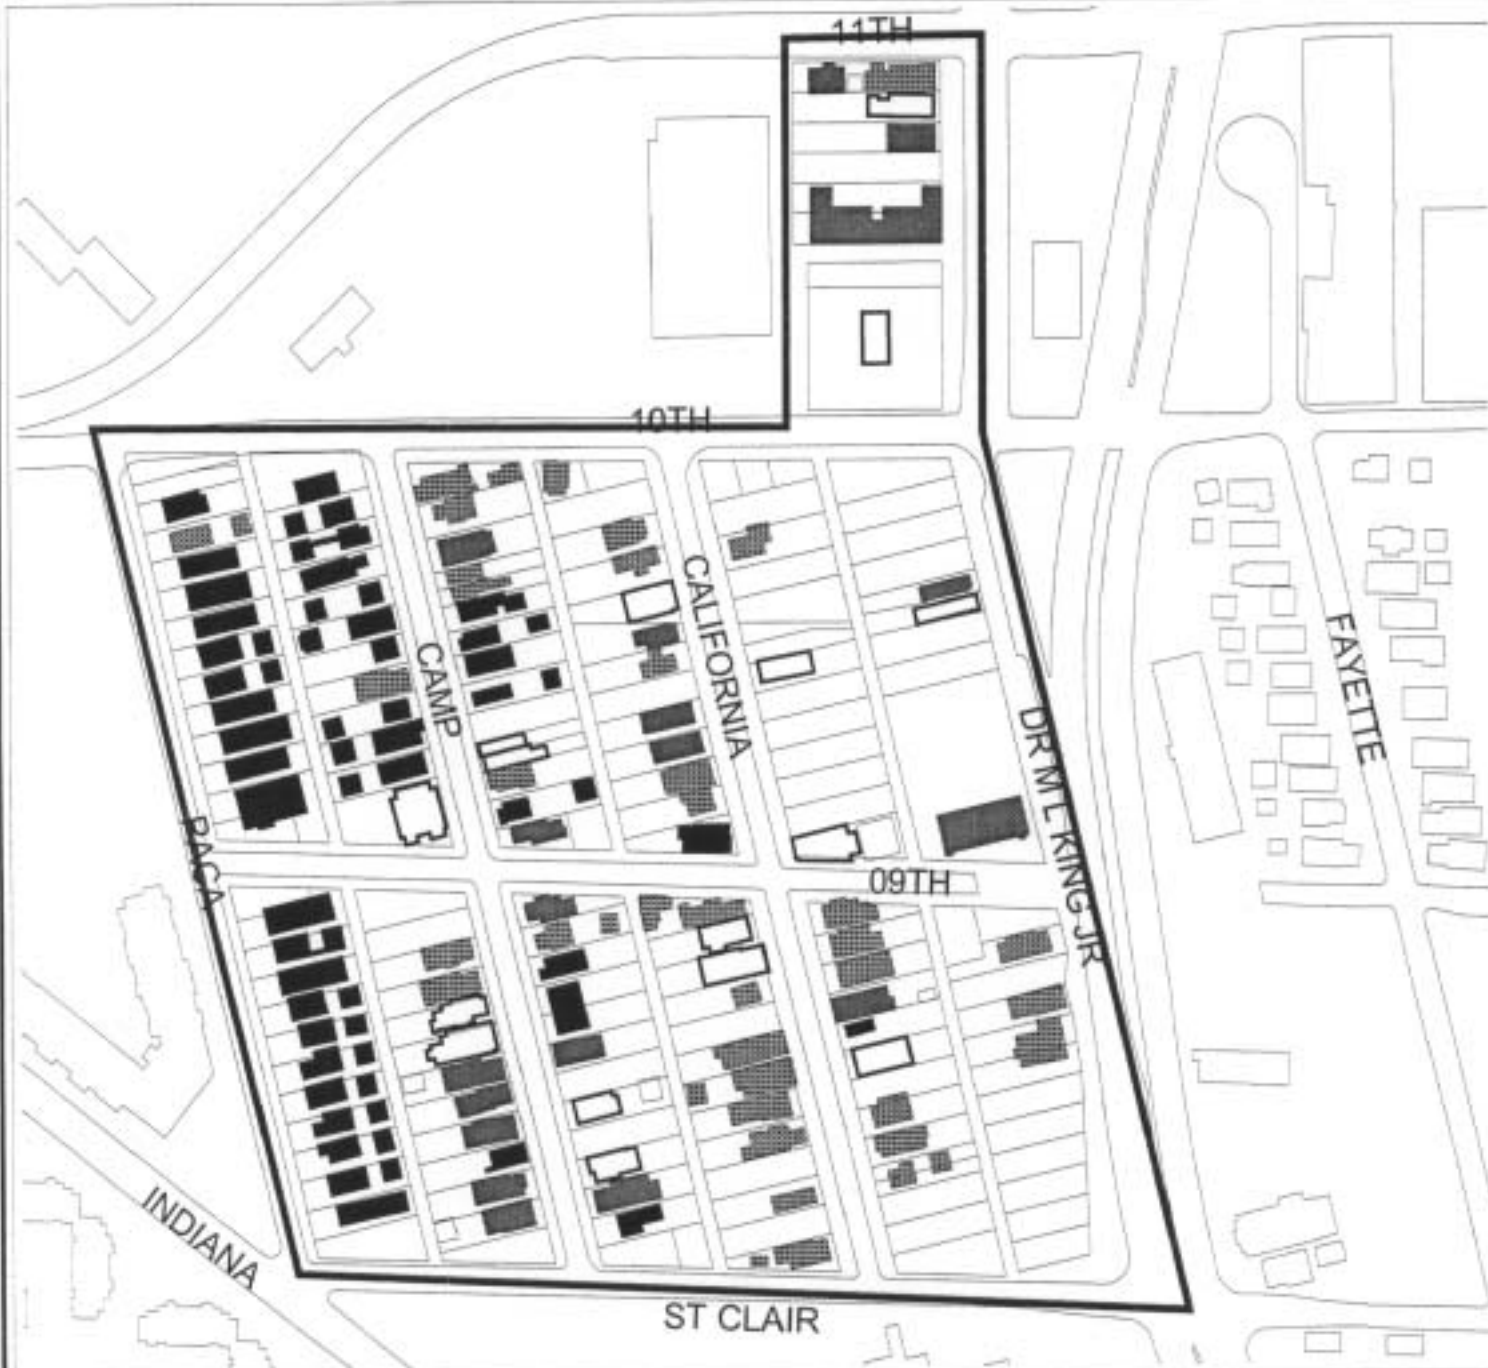 11TH
10TH
CAMP
CALIFORNIA
FAYETTE
DR M L KING JR
PACA
09TH
INDIANA
ST CLAIR